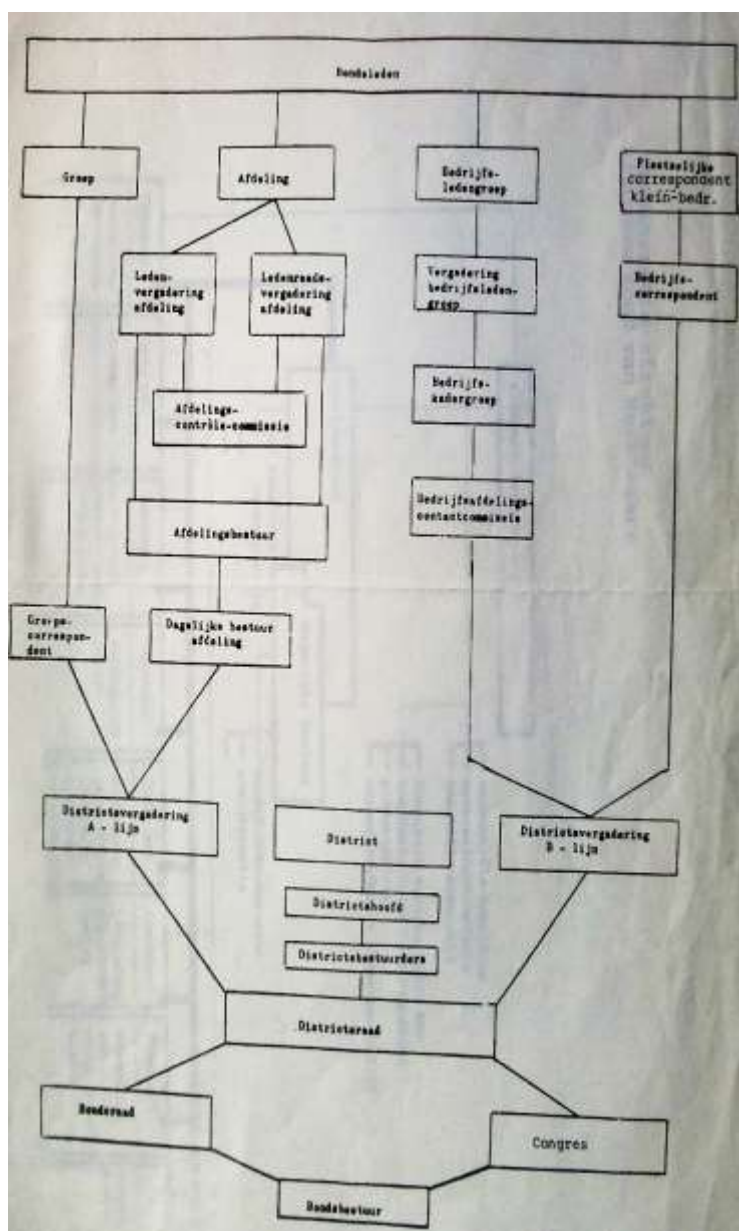 Bondsleden
Groep
Afdeling
Bedrijfs-
ledengroep
Plaatselijke
correspondent
klein-bedr.
Leden-
vergadering
afdeling
Ledenraads-
vergadering
afdeling
Vergadering
bedrijfsleden-
groep
Bedrijfs-
correspondent
Afdelings-
contrôle-commissie
Bedrijfs-
kadergroep
Afdelingsbestuur
Bedrijfsafdelings-
contantcommissie
Groeps-
correspon-
dent
Dagelijks bestuur
afdeling
Districtsvergadering
A - lijn
District
Districtsvergadering
B - lijn
Districtshoofd
Districtsbestuurders
Districtsraad
Bondsraad
Congres
Bondsbestuur